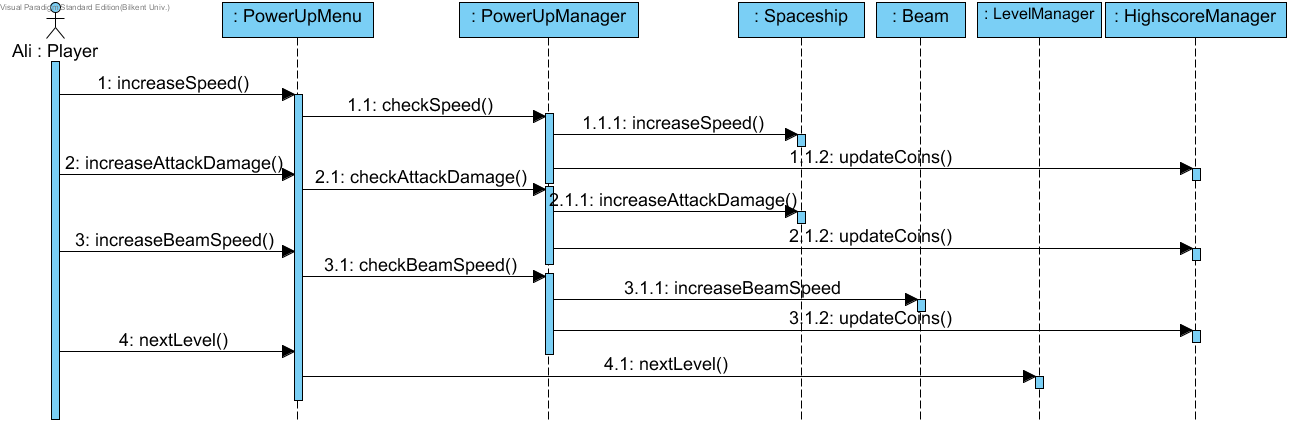 Visual Paradigm Standard Edition(Bilkent Univ.)
: PowerUpMenu
: PowerUpManager
: Spaceship
: Beam
: LevelManager
: HighscoreManager
Ali : Player
1: increaseSpeed()
1.1: checkSpeed()
1.1.1: increaseSpeed()
1.1.2: updateCoins()
2: increaseAttackDamage()
2.1: checkAttackDamage()
2.1.1: increaseAttackDamage()
2.1.2: updateCoins()
3: increaseBeamSpeed()
3.1: checkBeamSpeed()
3.1.1: increaseBeamSpeed
3.1.2: updateCoins()
4: nextLevel()
4.1: nextLevel()